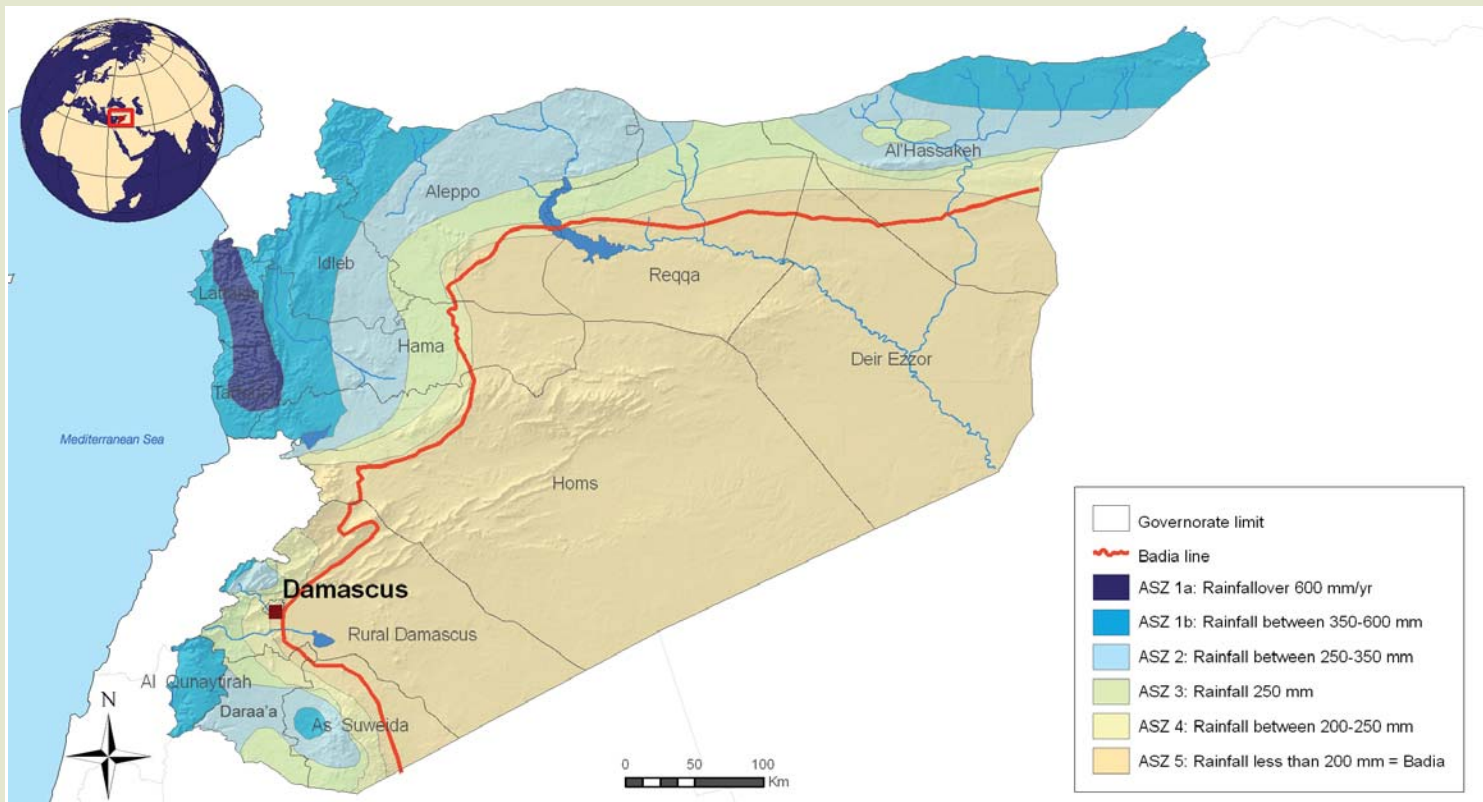 Al'Hassakeh
Aleppo
Idleb
Lattakia
Reqqa
Hama
Deir Ezzor
Tartous
Mediterranean Sea
Homs
Damascus
Rural Damascus
Al Qunaytirah
Daraa'a
As Suweida
N
0 50 100
Km
Governorate limit
Badia line
ASZ 1a: Rainfallover 600 mm/yr
ASZ 1b: Rainfall between 350-600 mm
ASZ 2: Rainfall between 250-350 mm
ASZ 3: Rainfall 250 mm
ASZ 4: Rainfall between 200-250 mm
ASZ 5: Rainfall less than 200 mm = Badia